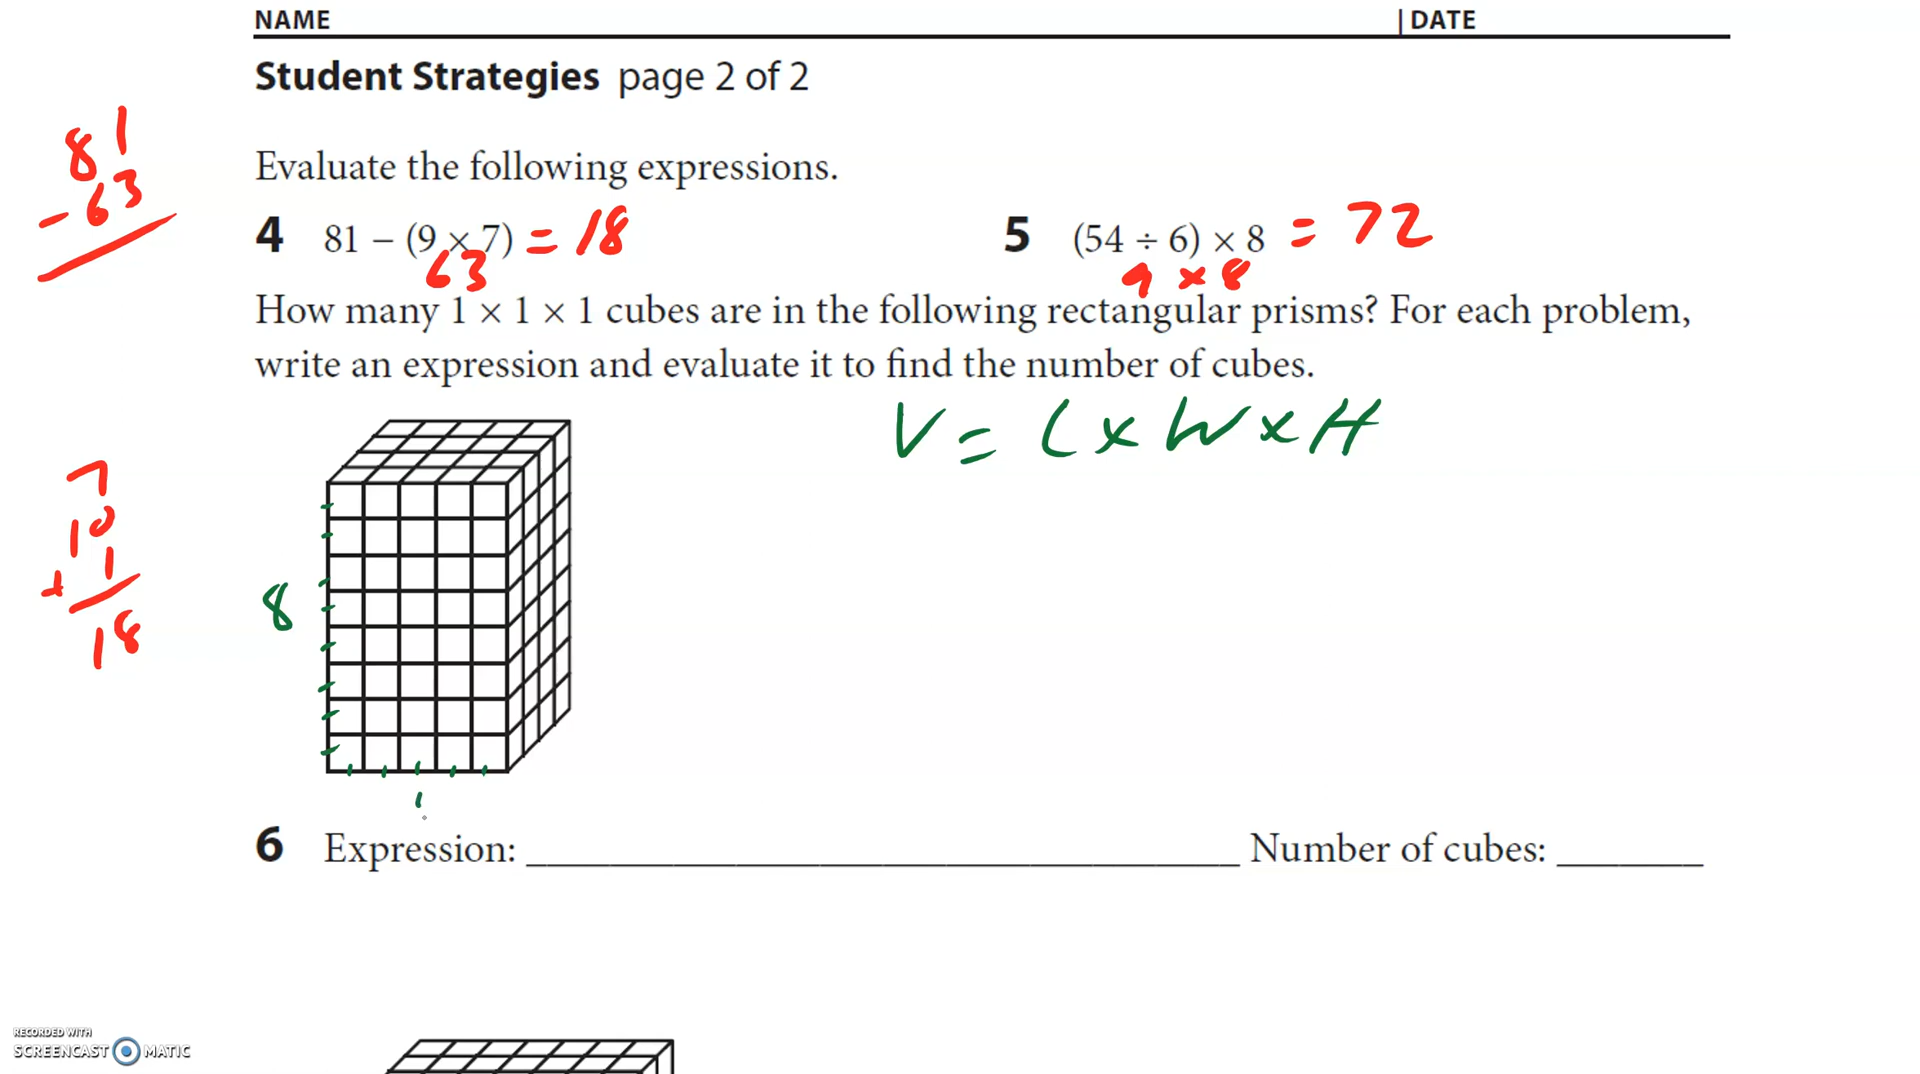 NAME | DATE
Student Strategies page 2 of 2
81
- 63
Evaluate the following expressions.
4 81 – (9 × 7) = 18
63
5 (54 ÷ 6) × 8 = 72
9 × 8
How many 1 × 1 × 1 cubes are in the following rectangular prisms? For each problem,
write an expression and evaluate it to find the number of cubes.
V = L x W x H
7
10
+ 1
18
8
6 Expression: __________________________________ Number of cubes: _______
RECORDED WITH
SCREENCAST MATIC